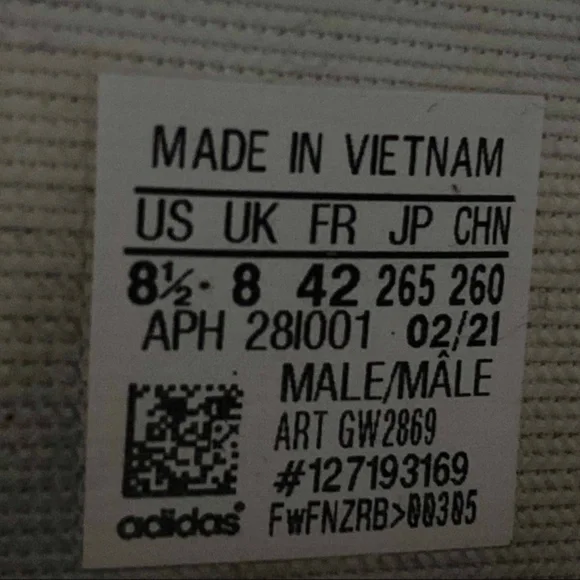 MADE IN VIETNAM
US UK FR JP CHN
8½ 8 42 265 260
APH 28I001 02/21
MALE/MÂLE
ART GW2869
#127193169
adidas FwFNZRB>00305